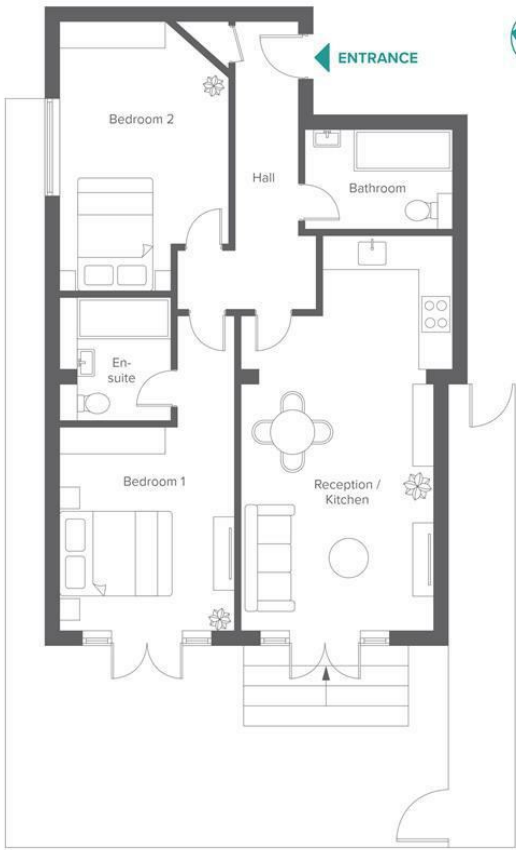 ENTRANCE
Bedroom 2
Hall
Bathroom
En-
suite
Bedroom 1
Reception /
Kitchen